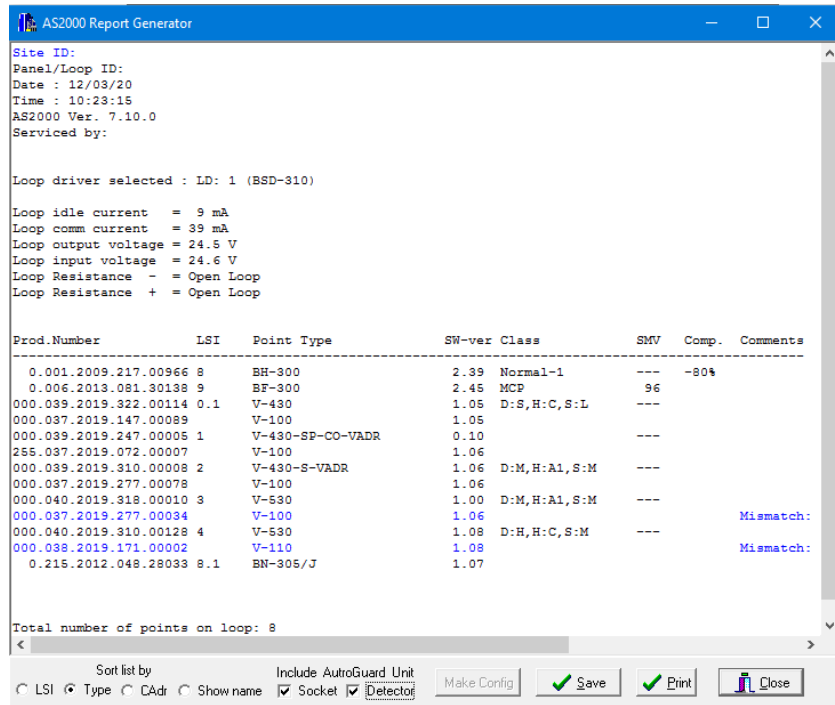 AS2000 Report Generator
Site ID:
Panel/Loop ID:
Date : 12/03/20
Time : 10:23:15
AS2000 Ver. 7.10.0
Serviced by:
Loop driver selected : LD: 1 (BSD-310)
Loop idle current = 9 mA
Loop comm current = 39 mA
Loop output voltage = 24.5 V
Loop input voltage = 24.6 V
Loop Resistance - = Open Loop
Loop Resistance + = Open Loop
Prod.Number LSI Point Type SW-ver Class SMV Comp. Comments
0.001.2009.217.00966 8 BH-300 2.39 Normal-1 --- -80%
0.006.2013.081.30138 9 BF-300 2.45 MCP 96
000.039.2019.322.00114 0.1 V-430 1.05 D:S,H:C,S:L ---
000.037.2019.147.00089 V-100 1.05
000.039.2019.247.00005 1 V-430-SP-CO-VADR 0.10 ---
255.037.2019.072.00007 V-100 1.06
000.039.2019.310.00008 2 V-430-S-VADR 1.06 D:M,H:A1,S:M ---
000.037.2019.277.00078 V-100 1.06
000.040.2019.318.00010 3 V-530 1.00 D:M,H:A1,S:M ---
000.037.2019.277.00034 V-100 1.06 Mismatch:
000.040.2019.310.00128 4 V-530 1.08 D:H,H:C,S:M ---
000.038.2019.171.00002 V-110 1.08 Mismatch:
0.215.2012.048.28033 8.1 BN-305/J 1.07
Total number of points on loop: 8
Sort list by
LSI Type CAdr Show name
Include AutroGuard Unit
Socket Detector
Make Config Save Print Close